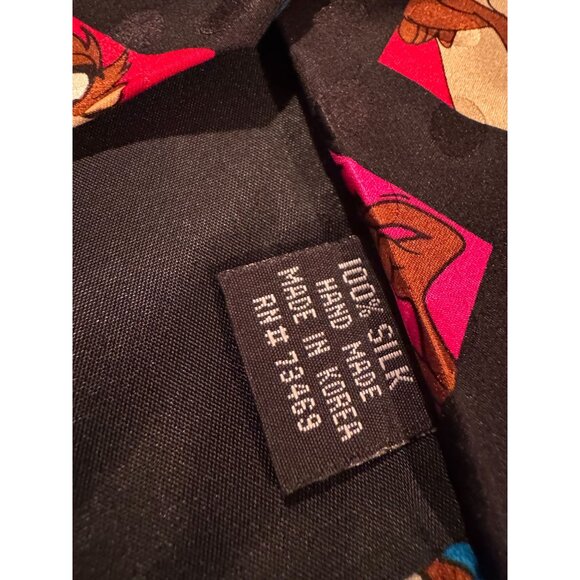 100% SILK
HAND MADE
MADE IN KOREA
RN# 73469